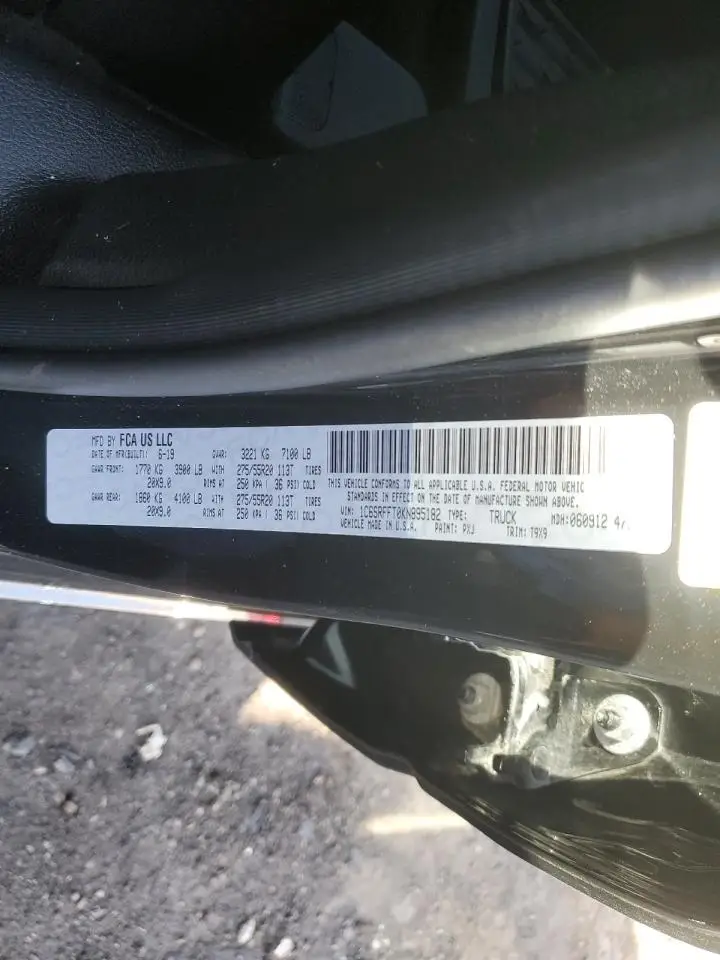 MFD BY FCA US LLC
DATE OF MFR(BUILT): 6-19 GVWR: 3221 KG 7100 LB
GAWR FRONT: 1770 KG 3900 LB WITH 275/55R20 113T TIRES
20X9.0 RIMS AT 250 KPA ( 36 PSI) COLD
GAWR REAR: 1860 KG 4100 LB WITH 275/55R20 113T TIRES
20X9.0 RIMS AT 250 KPA ( 36 PSI) COLD
THIS VEHICLE CONFORMS TO ALL APPLICABLE U.S.A. FEDERAL MOTOR VEHIC
STANDARDS IN EFFECT ON THE DATE OF MANUFACTURE SHOWN ABOVE.
VIN: 1C6SRFFT0KN895182 TYPE: TRUCK MDH: 060912 47
VEHICLE MADE IN U.S.A. PAINT: PXJ TRIM: T9X9